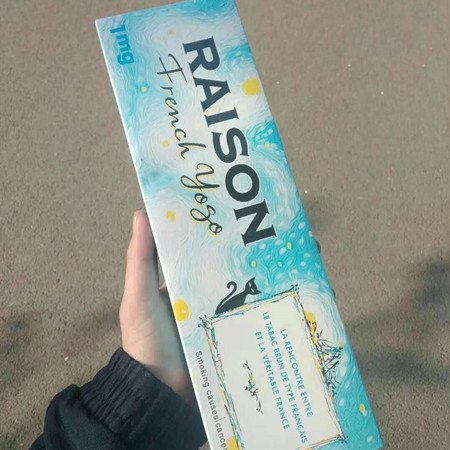 1mg
RAISON
French Yozo
LA RENCONTRE ENTRE
LE TABAC BRUN DE TYPE FRANÇAIS
ET LA VÉRITABLE FRANCE
Smoking causes cancer